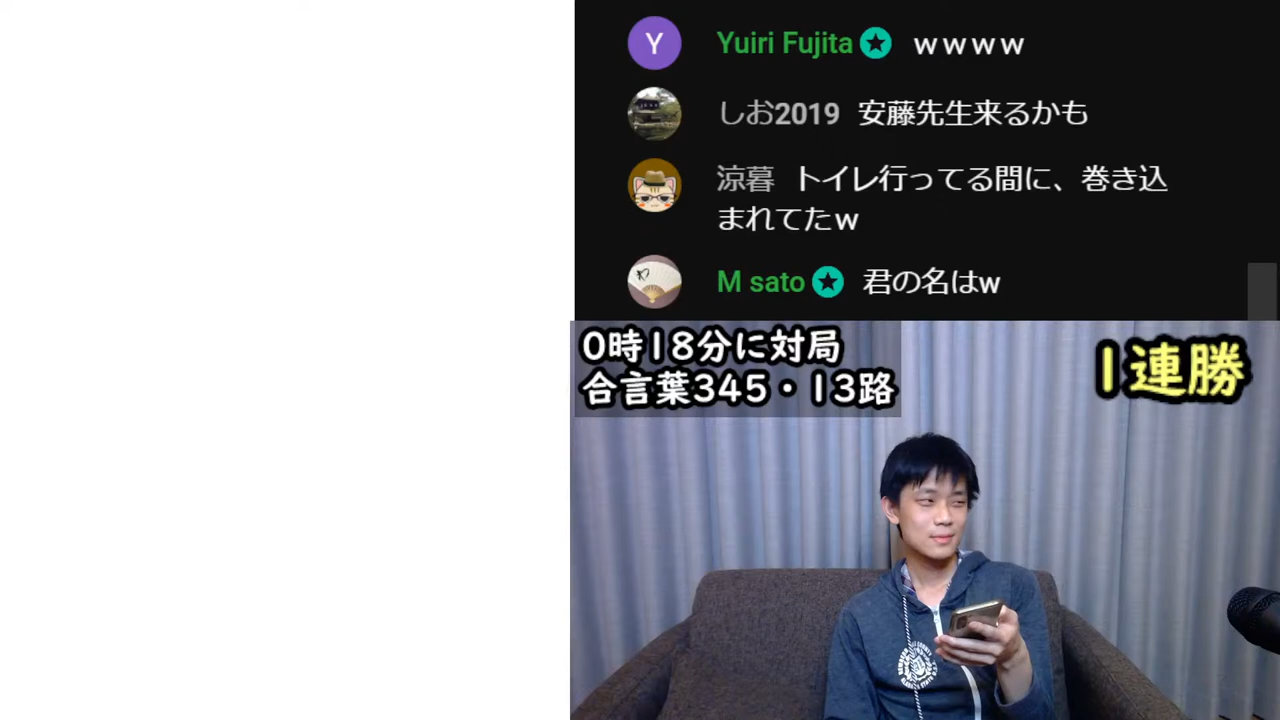 Y Yuiri Fujita wwww
しお2019 安藤先生来るかも
涼暮 トイレ行ってる間に、巻き込
まれてたw
M sato 君の名はw
0時18分に対局
合言葉345・13路
1連勝